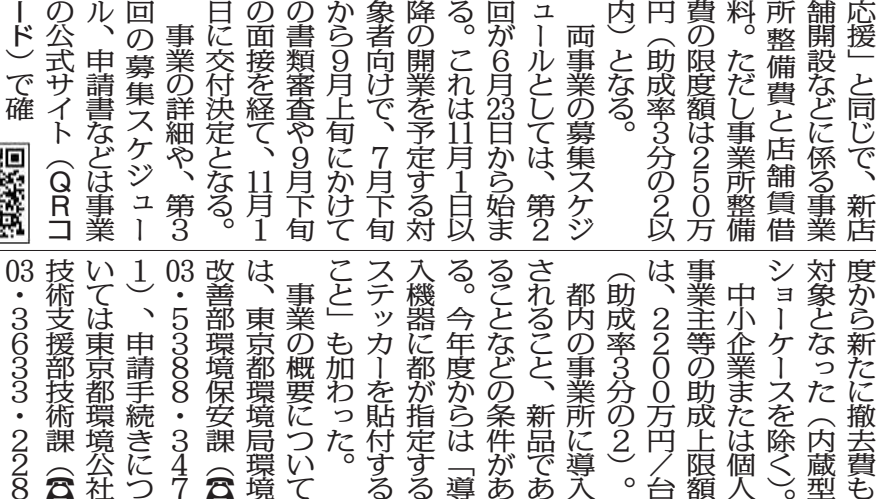 応援」と同じで、新店
舗開設などに係る事業
所整備費と店舗賃借
料。ただし事業所整備
費の限度額は２５０万
円（助成率３分の２以
内）となる。
　両事業の募集スケジ
ュールとしては、第２
回が６月23日から始ま
る。これは11月１日以
降の開業を予定する対
象者向けで、７月下旬
から９月上旬にかけて
の書類審査や９月下旬
の面接を経て、11月１
日に交付決定となる。
　事業の詳細や、第３
回の募集スケジュー
ル、申請書などは事業
の公式サイト（ＱＲコ
ード）で確
度から新たに撤去費も
対象となった（内蔵型
ショーケースを除く）。
　中小企業または個人
事業主等の助成上限額
は、２２００万円／台
（助成率３分の２）。
　都内の事業所に導入
されること、新品であ
ることなどの条件があ
る。今年度からは「導
入機器に都が指定する
ステッカーを貼付する
こと」も加わった。
　事業の概要について
は、東京都環境局環境
改善部環境保安課（☎
03・５３８８・３４７
１）、申請手続きにつ
いては東京都環境公社
技術支援部技術課（☎
03・３６３３・２２８